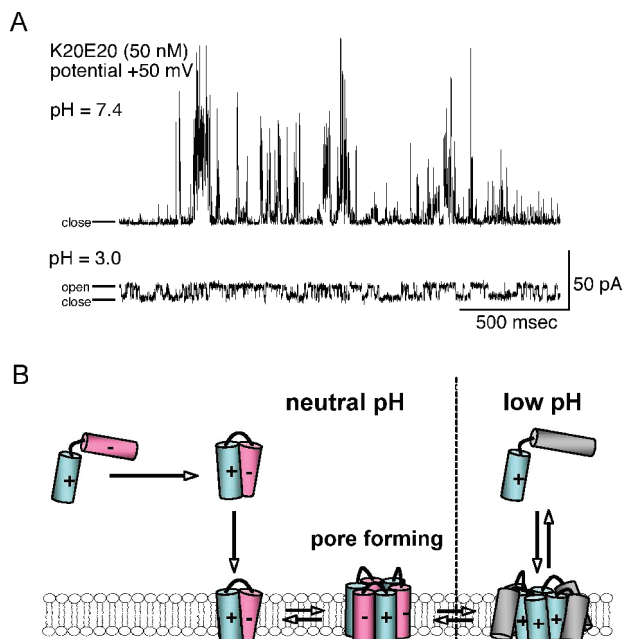 A
K20E20 (50 nM)
potential +50 mV
pH = 7.4
close
pH = 3.0
open
close
50 pA
500 msec
B
neutral pH
low pH
-
+
+ -
+
pore forming
+ -
- + -
+ + +